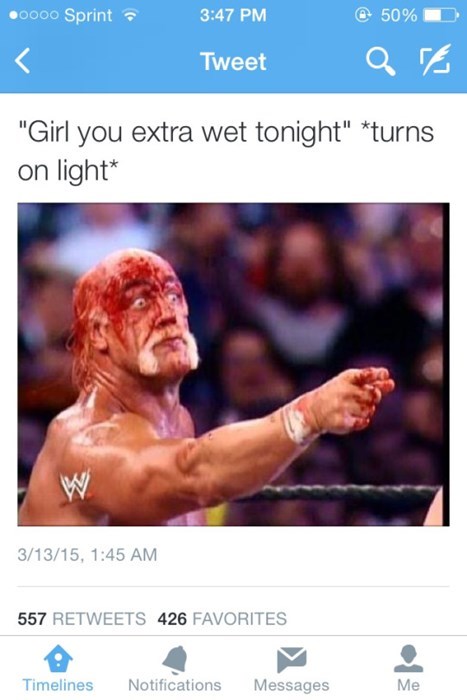 Sprint 3:47 PM 50%
Tweet
"Girl you extra wet tonight" *turns
on light*
W
3/13/15, 1:45 AM
557 RETWEETS 426 FAVORITES
Timelines Notifications Messages Me